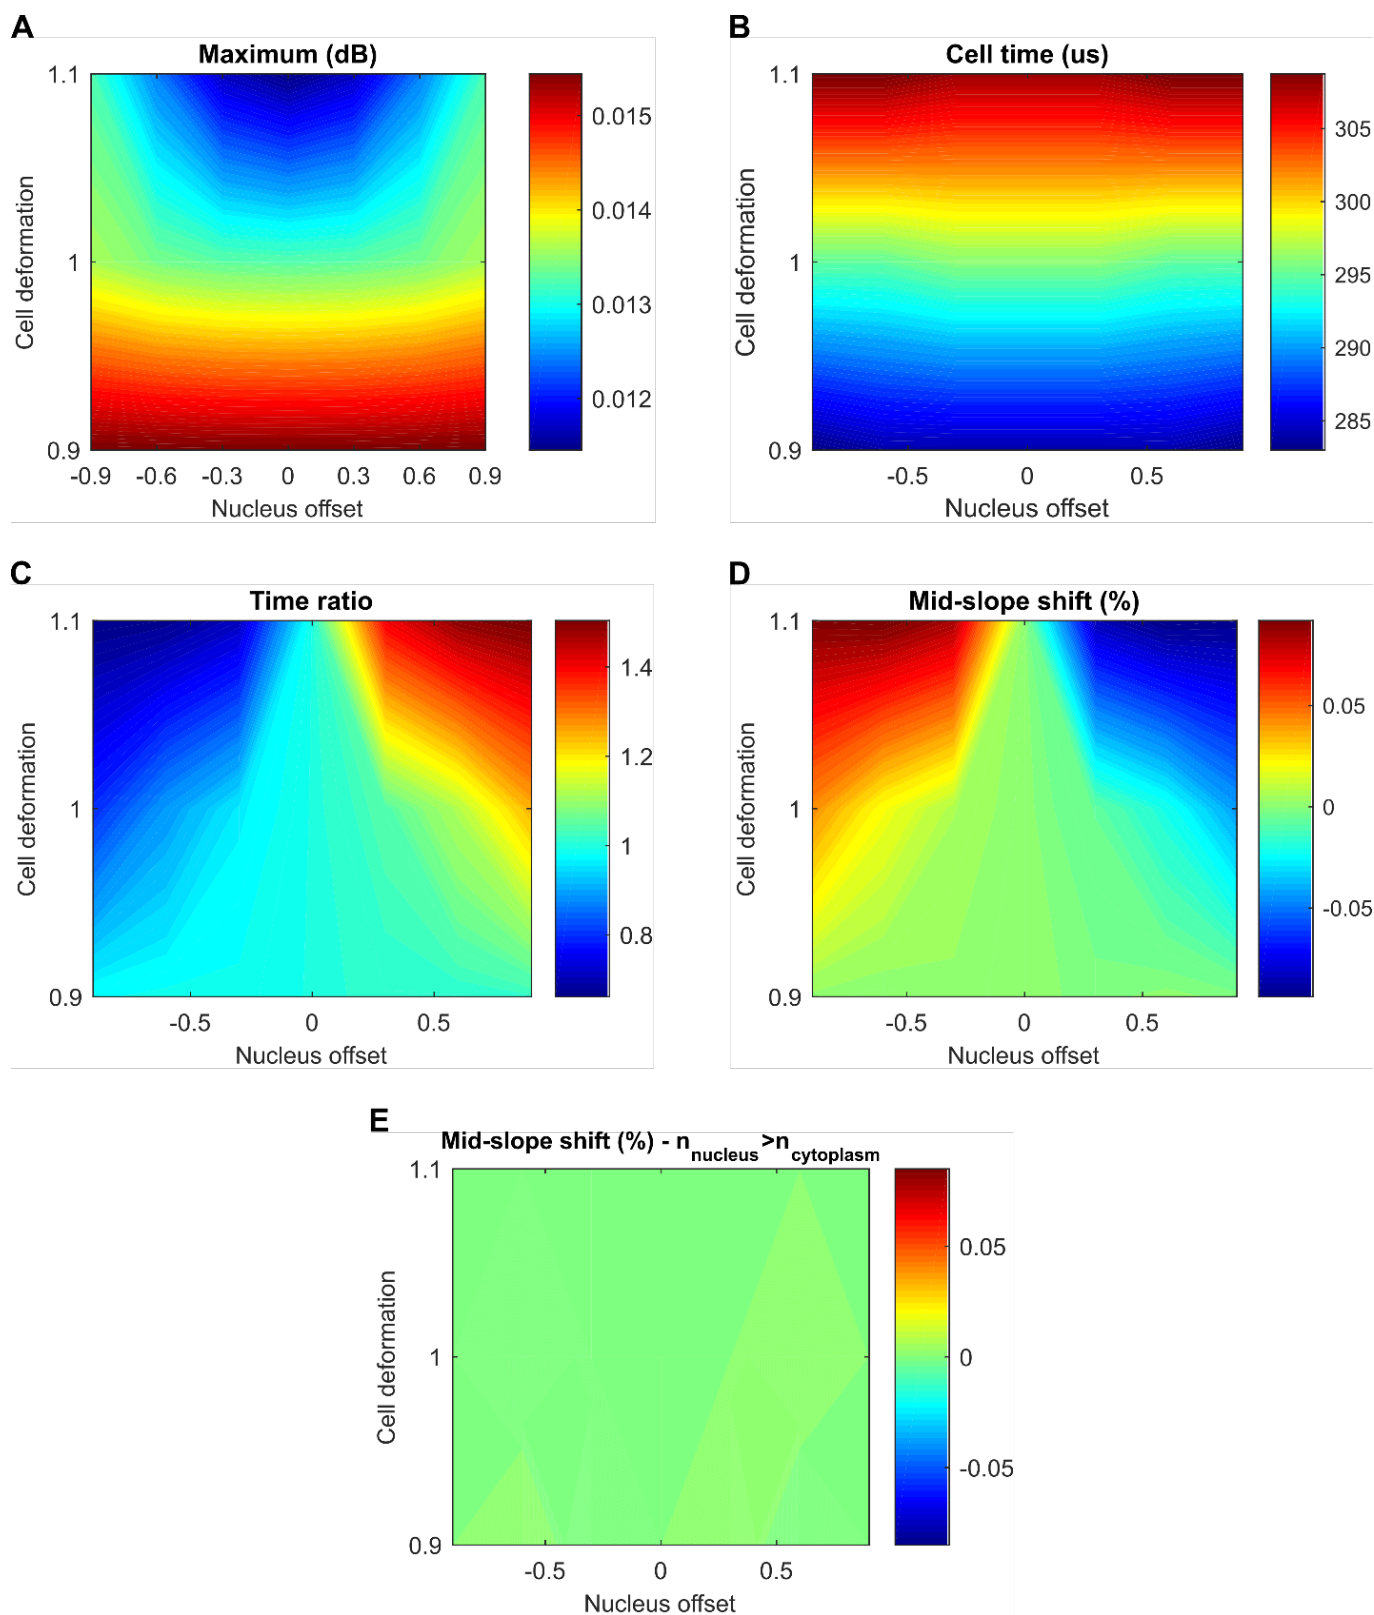 A
Maximum (dB)
1.1
1
0.9
Cell deformation
-0.9 -0.6 -0.3 0 0.3 0.6 0.9
Nucleus offset
0.015
0.014
0.013
0.012
B
Cell time (us)
1.1
1
0.9
Cell deformation
-0.5 0 0.5
Nucleus offset
305
300
295
290
285
C
Time ratio
1.1
1
0.9
Cell deformation
-0.5 0 0.5
Nucleus offset
1.4
1.2
1
0.8
D
Mid-slope shift (%)
1.1
1
0.9
Cell deformation
-0.5 0 0.5
Nucleus offset
0.05
0
-0.05
E
Mid-slope shift (%) - n_nucleus >n_cytoplasm
1.1
1
0.9
Cell deformation
-0.5 0 0.5
Nucleus offset
0.05
0
-0.05